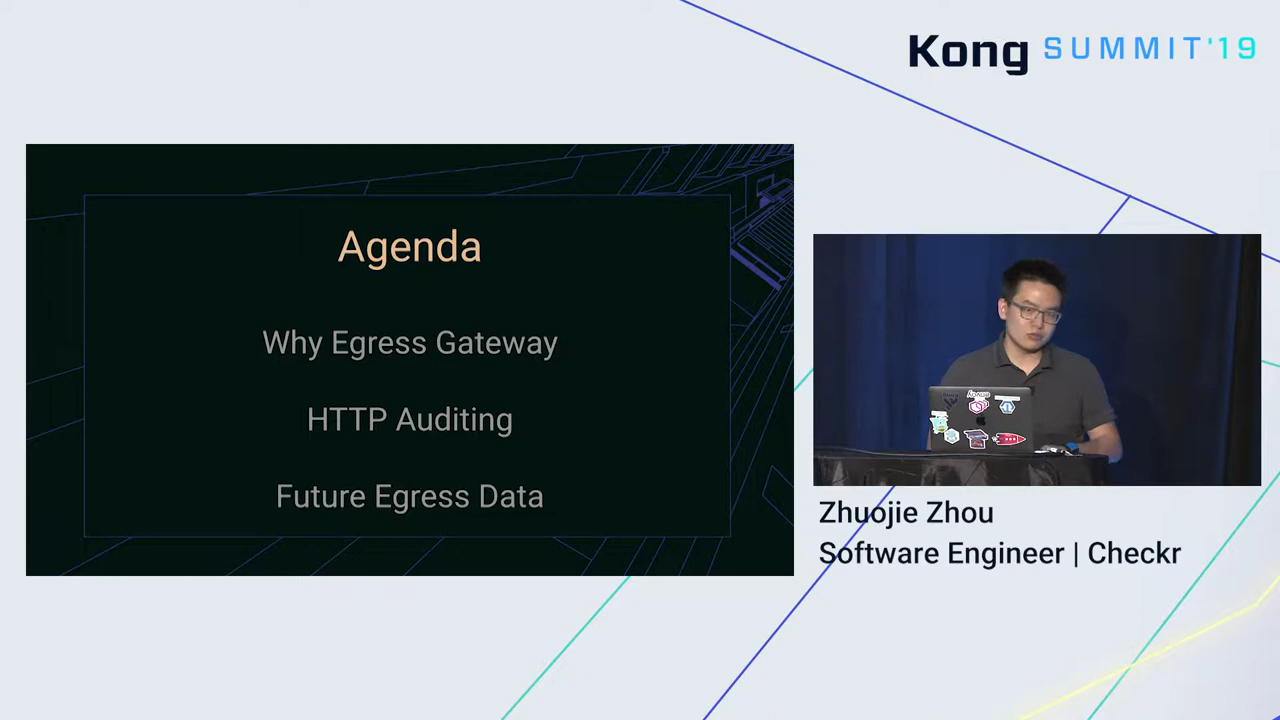 Kong SUMMIT'19
Agenda
Why Egress Gateway
HTTP Auditing
Future Egress Data
Zhuojie Zhou
Software Engineer | Checkr